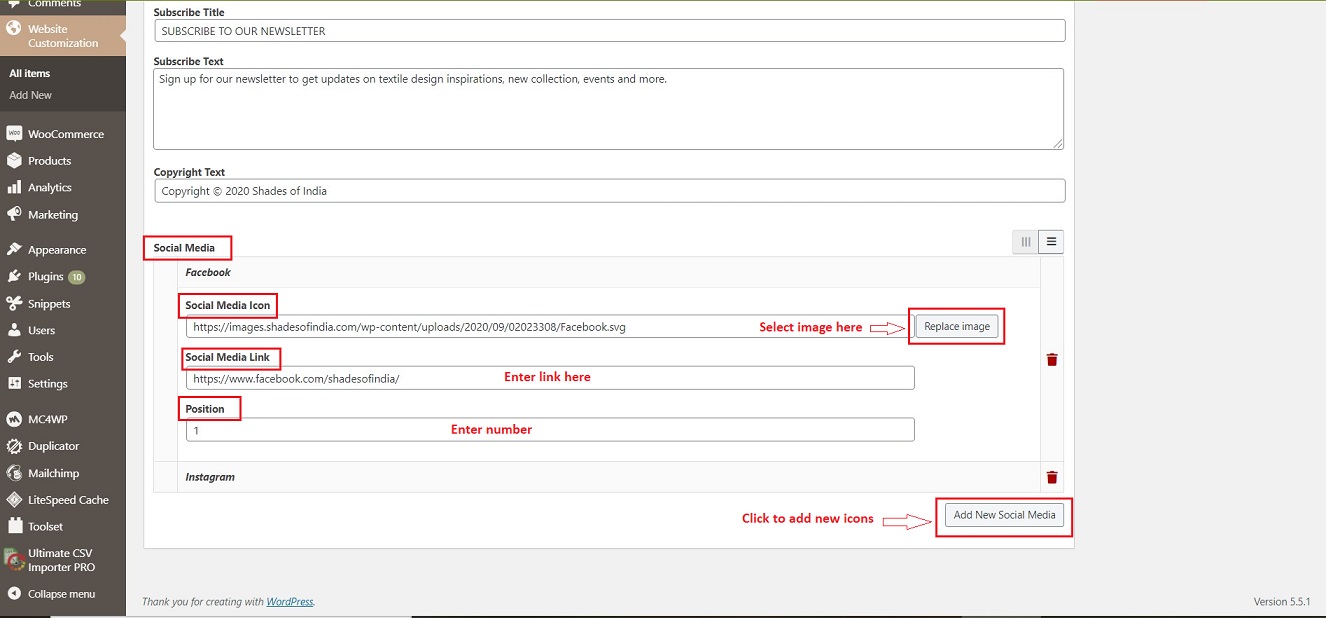 Comments
Website
Customization
All items
Add New
WooCommerce
Products
Analytics
Marketing
Appearance
Plugins 10
Snippets
Users
Tools
Settings
MC4WP
Duplicator
Mailchimp
LiteSpeed Cache
Toolset
Ultimate CSV
Importer PRO
Collapse menu
Subscribe Title
SUBSCRIBE TO OUR NEWSLETTER
Subscribe Text
Sign up for our newsletter to get updates on textile design inspirations, new collection, events and more.
Copyright Text
Copyright © 2020 Shades of India
Social Media
Facebook
Social Media Icon
https://images.shadesofindia.com/wp-content/uploads/2020/09/02023308/Facebook.svg
Select image here
Replace image
Social Media Link
https://www.facebook.com/shadesofindia/
Enter link here
Position
1
Enter number
Instagram
Click to add new icons
Add New Social Media
Thank you for creating with WordPress.
Version 5.5.1